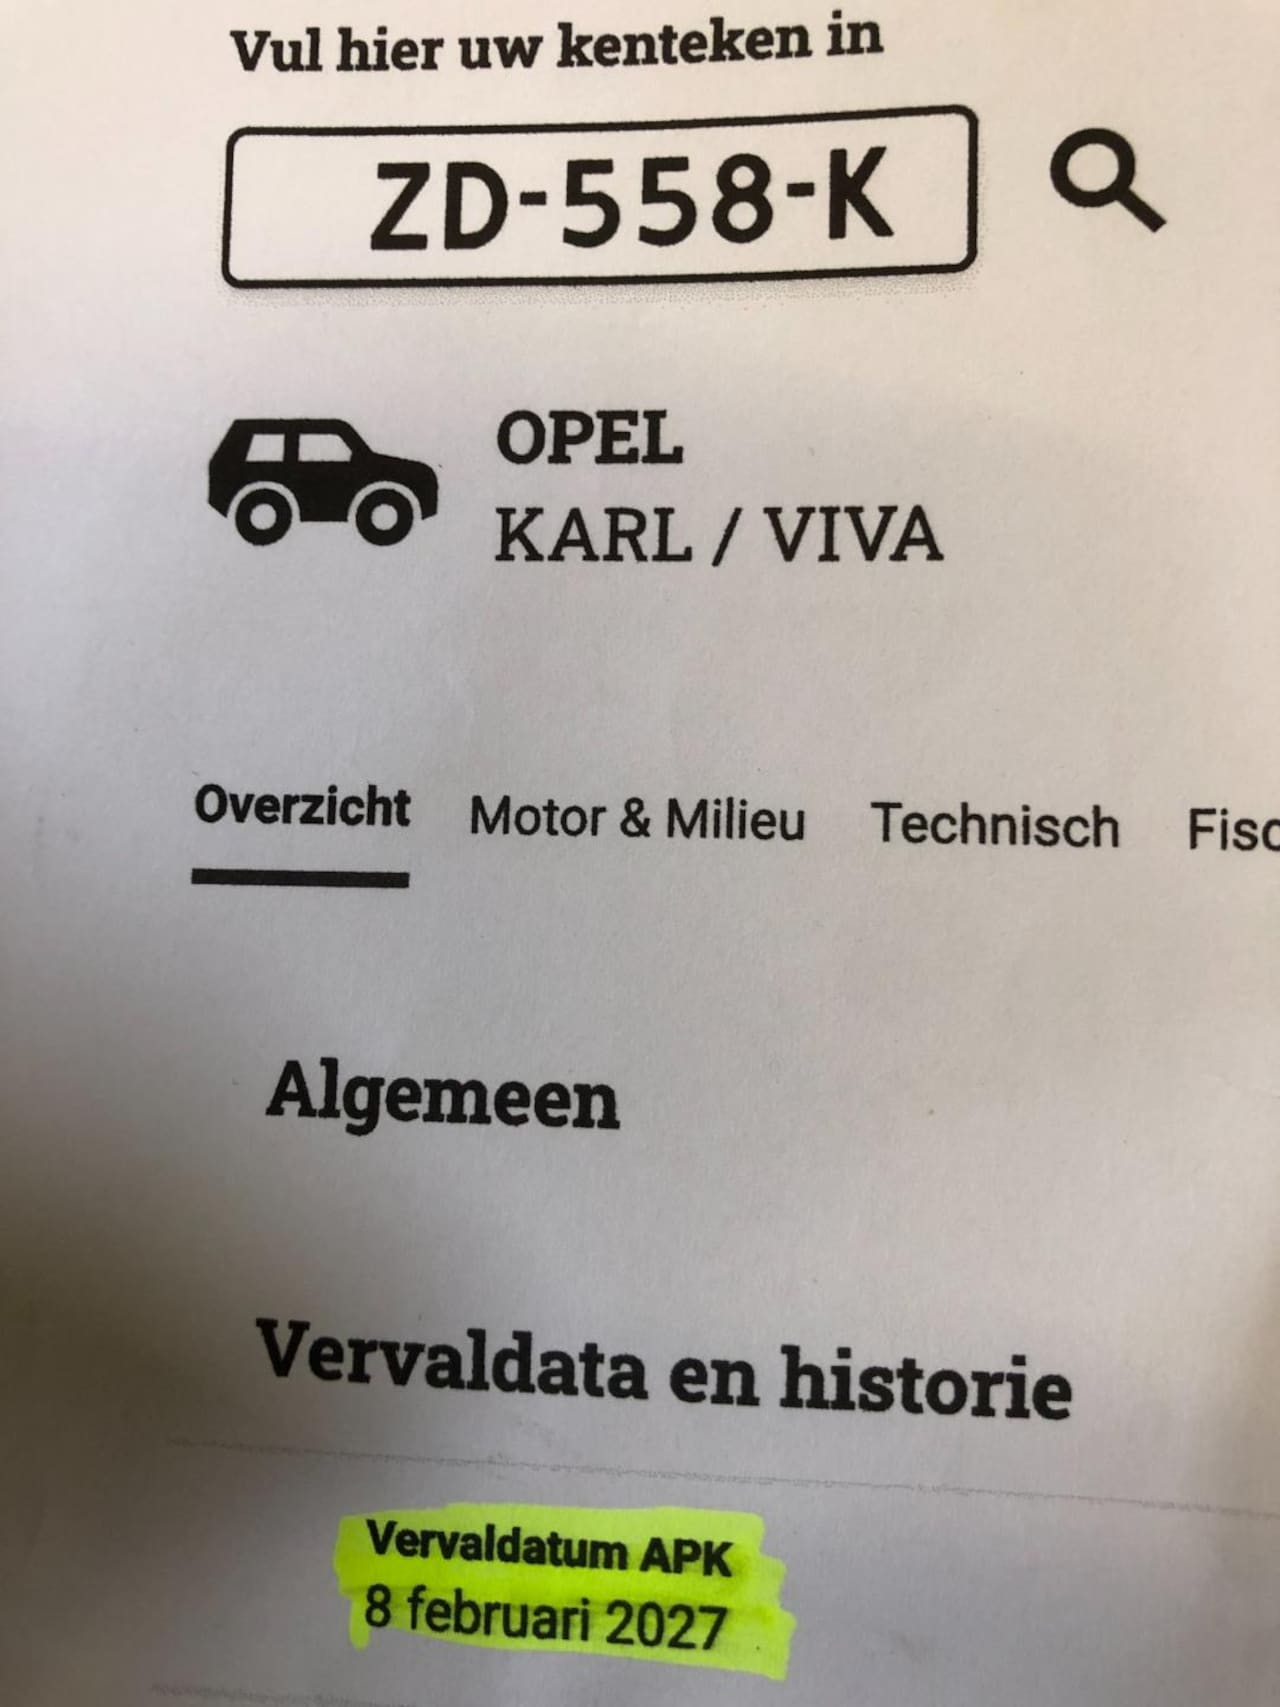 Vul hier uw kenteken in
ZD-558-K
OPEL
KARL / VIVA
Overzicht Motor & Milieu Technisch Fisc
Algemeen
Vervaldata en historie
Vervaldatum APK
8 februari 2027